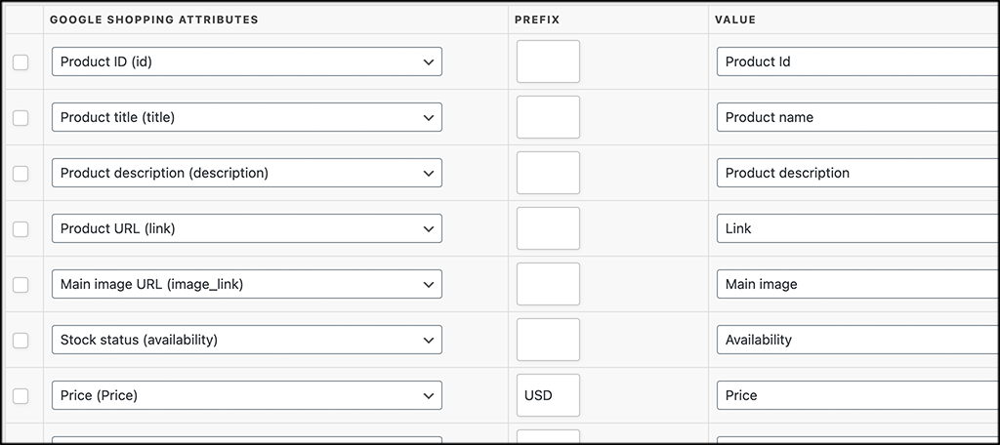 GOOGLE SHOPPING ATTRIBUTES PREFIX VALUE
Product ID (id) Product Id
Product title (title) Product name
Product description (description) Product description
Product URL (link) Link
Main image URL (image_link) Main image
Stock status (availability) Availability
Price (Price) USD Price